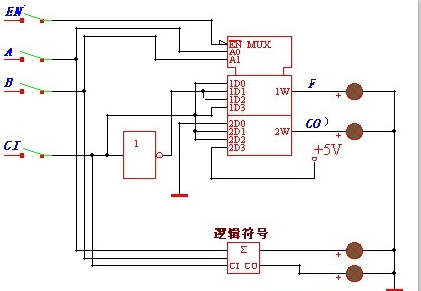 EN
A
B
CI
EN MUX
A0
A1
1D0
1D1
1D2
1D3
1W
2D0
2D1
2D2
2D3
2W
F
CO)
+5V
1
+
+
逻辑符号
Σ
CI CO
+
+